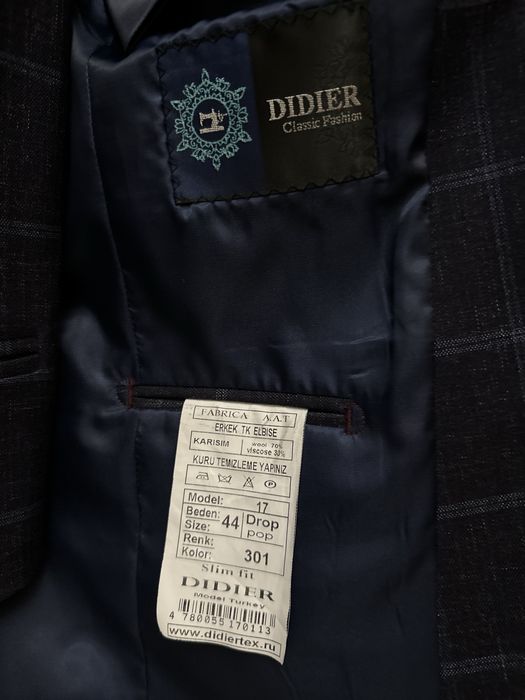 DIDIER
Classic Fashion
FABRICA A.A.T
ERKEK TK ELBISE
KARISIM wool 70%
viscose 30%
KURU TEMIZLEME YAPINIZ
P
Model: 17
Beden:
Size: 44 Drop
pop
Renk:
Kolor: 301
Slim fit
DIDIER
Model Turkey
4 780055 170113
www.didiertex.ru